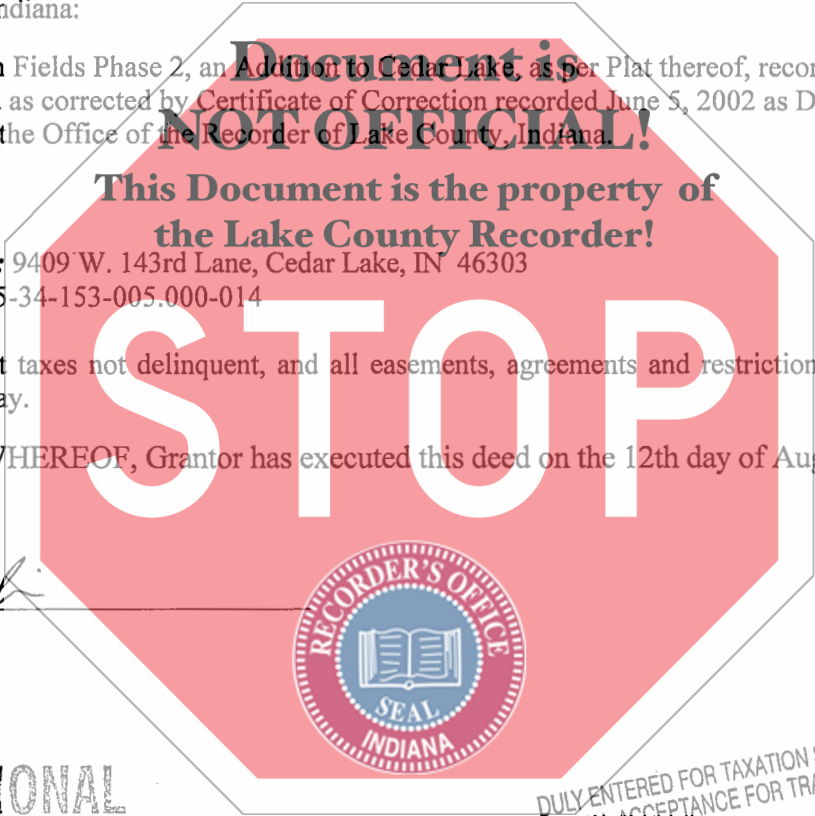 ndiana:
Document is
n Fields Phase 2, an Addition to Cedar Lake, as per Plat thereof, recor
as corrected by Certificate of Correction recorded June 5, 2002 as D
NOT OFFICIAL!
the Office of the Recorder of Lake County, Indiana.
This Document is the property of
the Lake County Recorder!
: 9409 W. 143rd Lane, Cedar Lake, IN 46303
5-34-153-005.000-014
t taxes not delinquent, and all easements, agreements and restriction
ay.
STOP
WHEREOF, Grantor has executed this deed on the 12th day of Aug
RECORDER'S OFFICE
SEAL
INDIANA
IONAL
DULY ENTERED FOR TAXATION
ACCEPTANCE FOR TRA